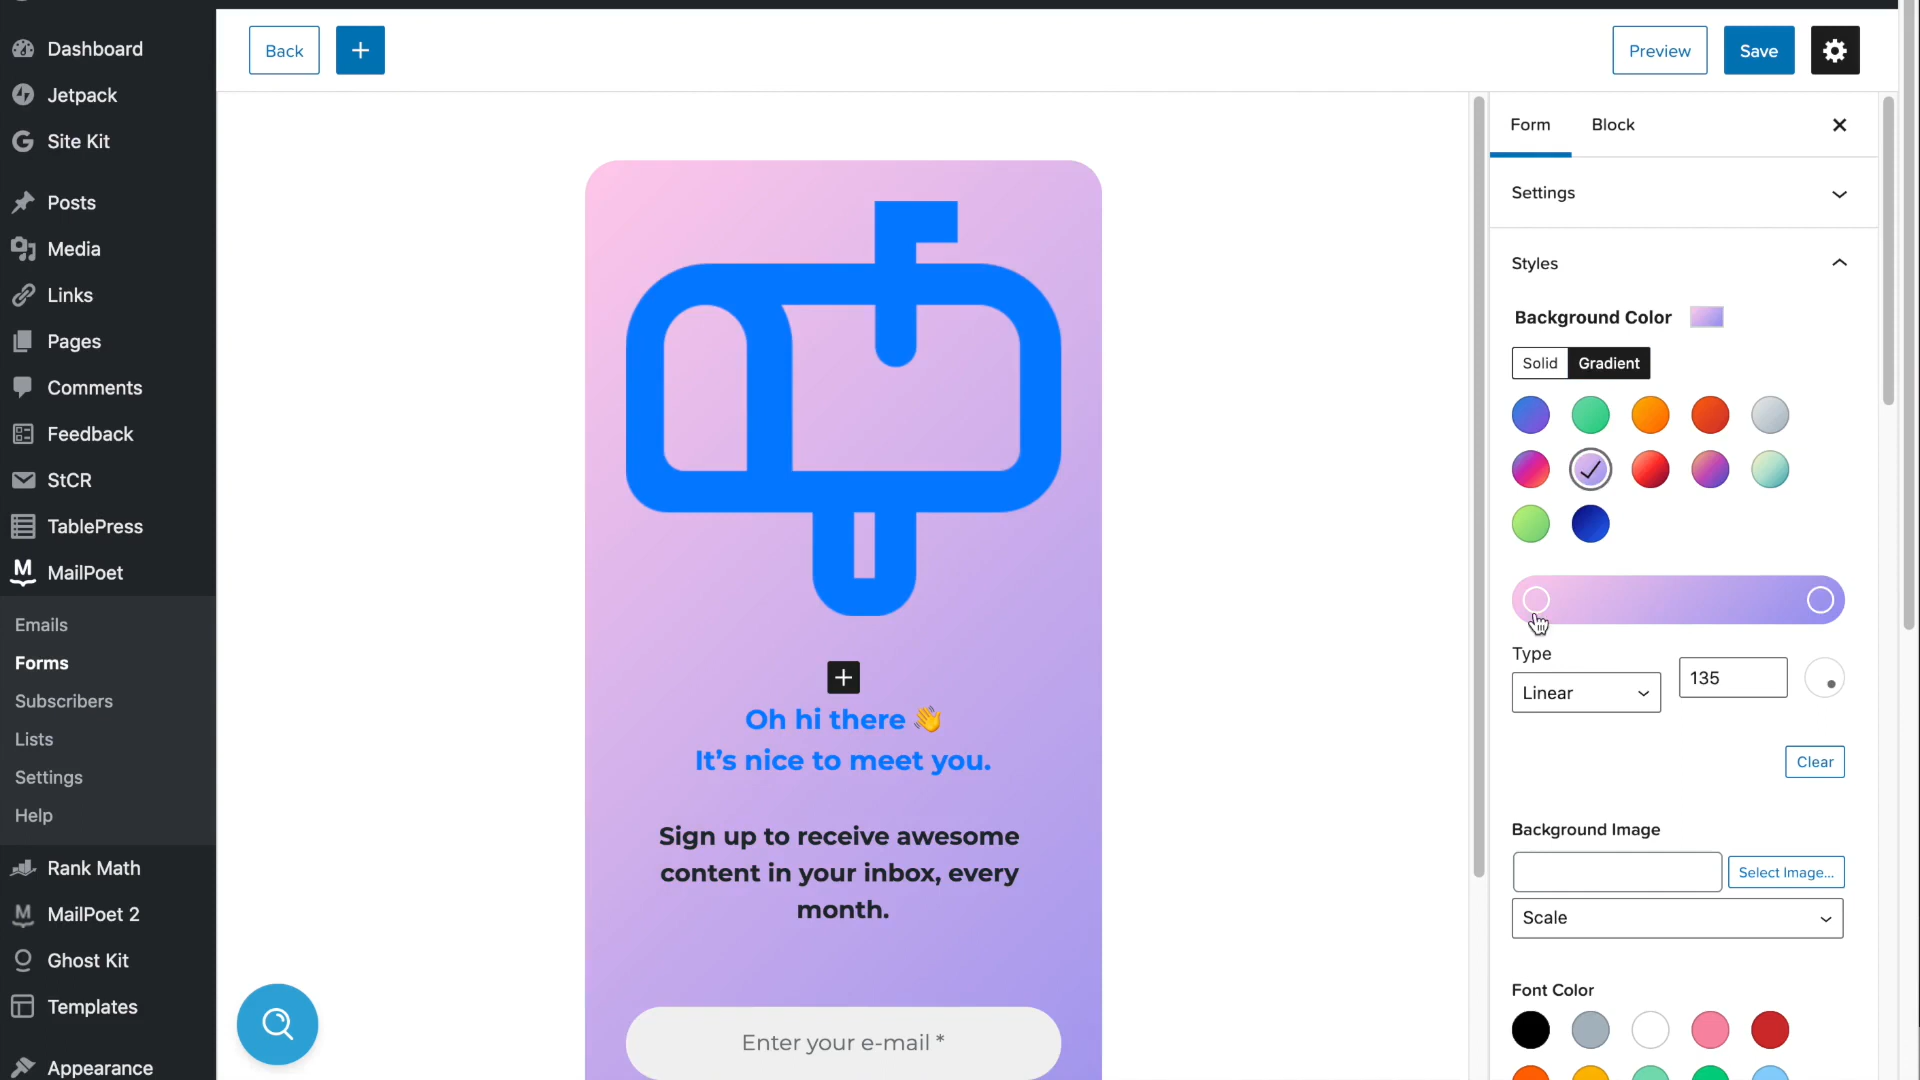 Dashboard
Jetpack
Site Kit
Posts
Media
Links
Pages
Comments
Feedback
StCR
TablePress
MailPoet
Emails
Forms
Subscribers
Lists
Settings
Help
Rank Math
MailPoet 2
Ghost Kit
Templates
Appearance
Back
Preview
Save
Oh hi there 👋
It’s nice to meet you.
Sign up to receive awesome
content in your inbox, every
month.
Enter your e-mail *
Form Block
Settings
Styles
Background Color
Solid Gradient
Type
Linear
135
Clear
Background Image
Select Image...
Scale
Font Color